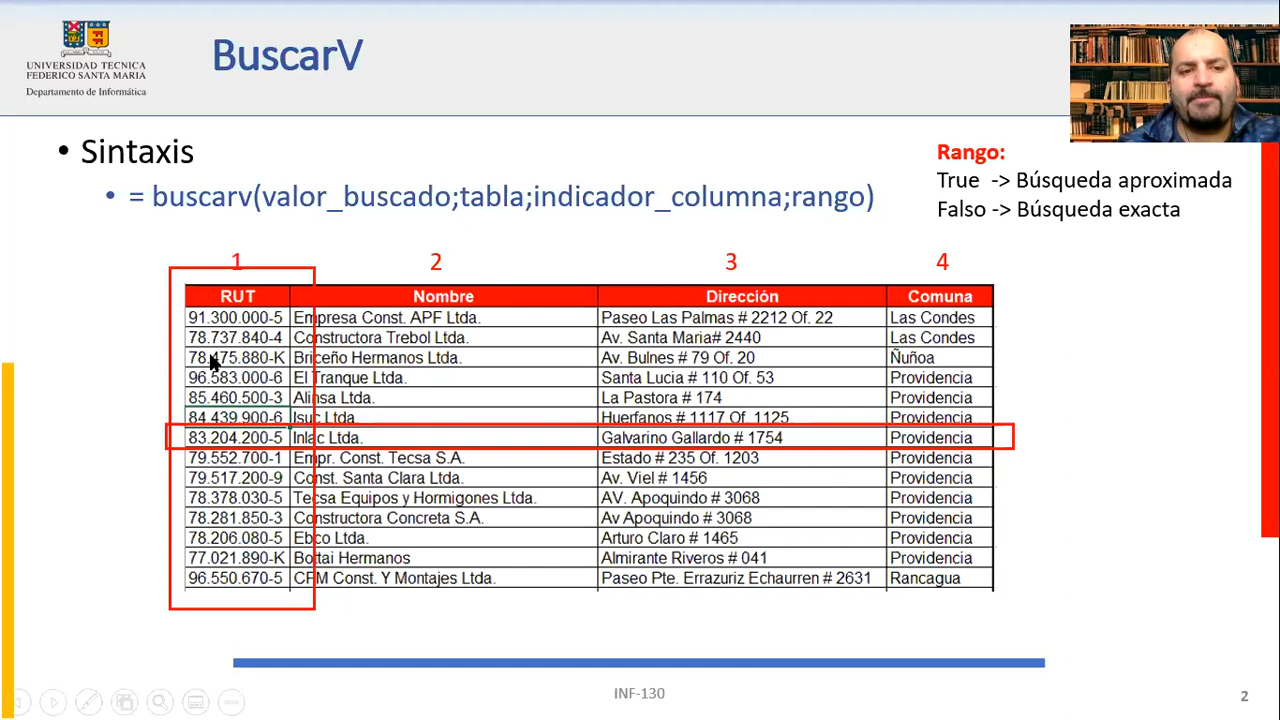 UNIVERSIDAD TECNICA
FEDERICO SANTA MARIA
Departamento de Informática
BuscarV
• Sintaxis
• = buscarv(valor_buscado;tabla;indicador_columna;rango)
Rango:
True -> Búsqueda aproximada
Falso -> Búsqueda exacta
1 2 3 4
RUT Nombre Dirección Comuna
91.300.000-5 Empresa Const. APF Ltda. Paseo Las Palmas # 2212 Of. 22 Las Condes
78.737.840-4 Constructora Trebol Ltda. Av. Santa Maria# 2440 Las Condes
78.475.880-K Briceño Hermanos Ltda. Av. Bulnes # 79 Of. 20 Ñuñoa
96.583.000-6 El Tranque Ltda. Santa Lucia # 110 Of. 53 Providencia
85.460.500-3 Alinsa Ltda. La Pastora # 174 Providencia
84.439.900-6 Isuc Ltda. Huerfanos # 1117 Of. 1125 Providencia
83.204.200-5 Inlac Ltda. Galvarino Gallardo # 1754 Providencia
79.552.700-1 Empr. Const. Tecsa S.A. Estado # 235 Of. 1203 Providencia
79.517.200-9 Const. Santa Clara Ltda. Av. Viel # 1456 Providencia
78.378.030-5 Tecsa Equipos y Hormigones Ltda. AV. Apoquindo # 3068 Providencia
78.281.850-3 Constructora Concreta S.A. Av Apoquindo # 3068 Providencia
78.206.080-5 Ebco Ltda. Arturo Claro # 1465 Providencia
77.021.890-K Bottai Hermanos Almirante Riveros # 041 Providencia
96.550.670-5 CFM Const. Y Montajes Ltda. Paseo Pte. Errazuriz Echaurren # 2631 Rancagua
INF-130
2